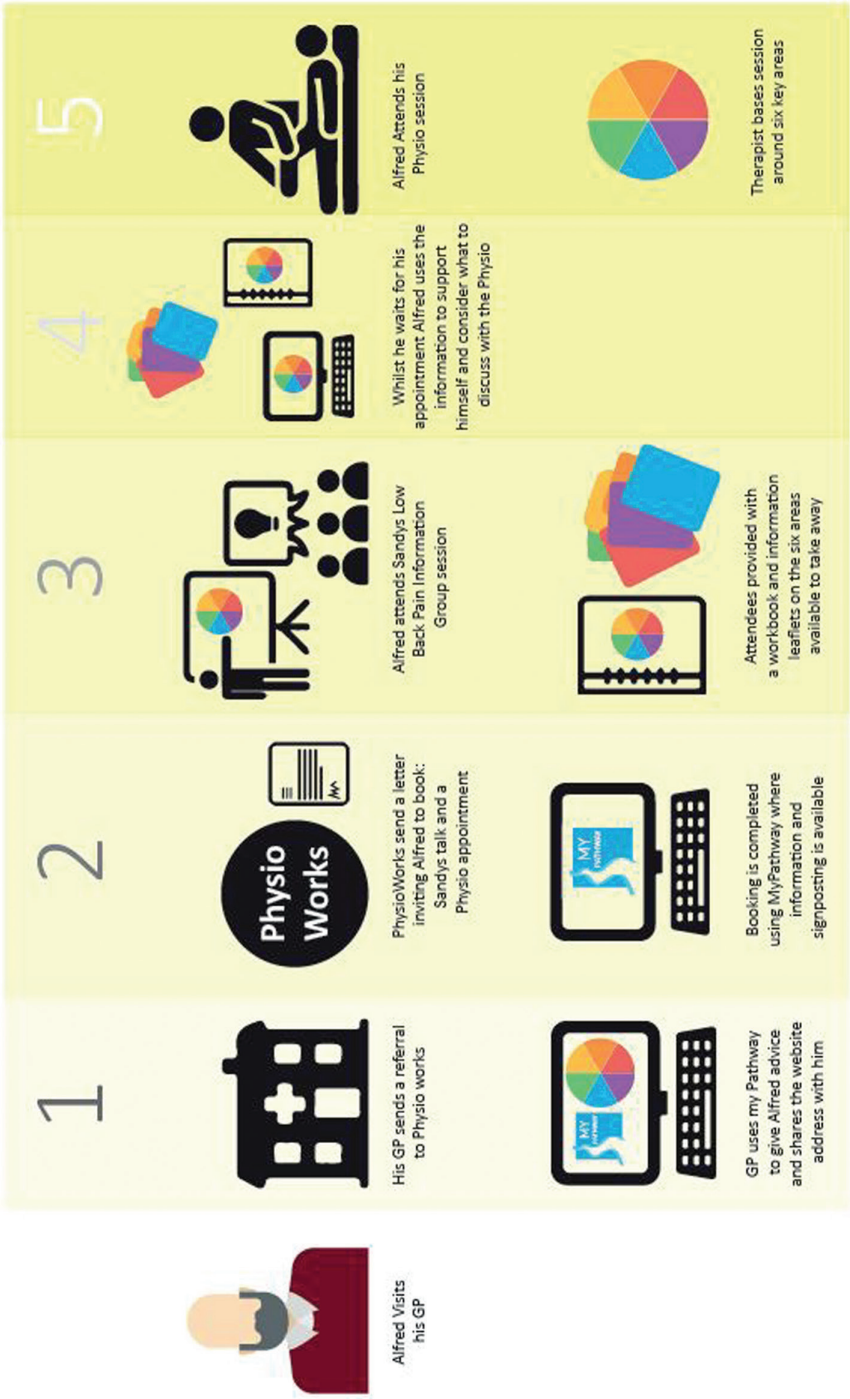 Alfred Visits
his GP
1
His GP sends a referral
to Physio works
MY
PATHWAY
GP uses my Pathway
to give Alfred advice
and shares the website
address with him
2
Physio
Works
PhysioWorks send a letter
inviting Alfred to book:
Sandys talk and a
Physio appointment
MY
PATHWAY
Booking is completed
using MyPathway where
information and
signposting is available
3
Alfred attends Sandys Low
Back Pain Information
Group session
Attendees provided with
a workbook and information
leaflets on the six areas
available to take away
4
Whilst he waits for his
appointment Alfred uses the
information to support
himself and consider what to
discuss with the Physio
5
Alfred Attends his
Physio session
Therapist bases session
around six key areas